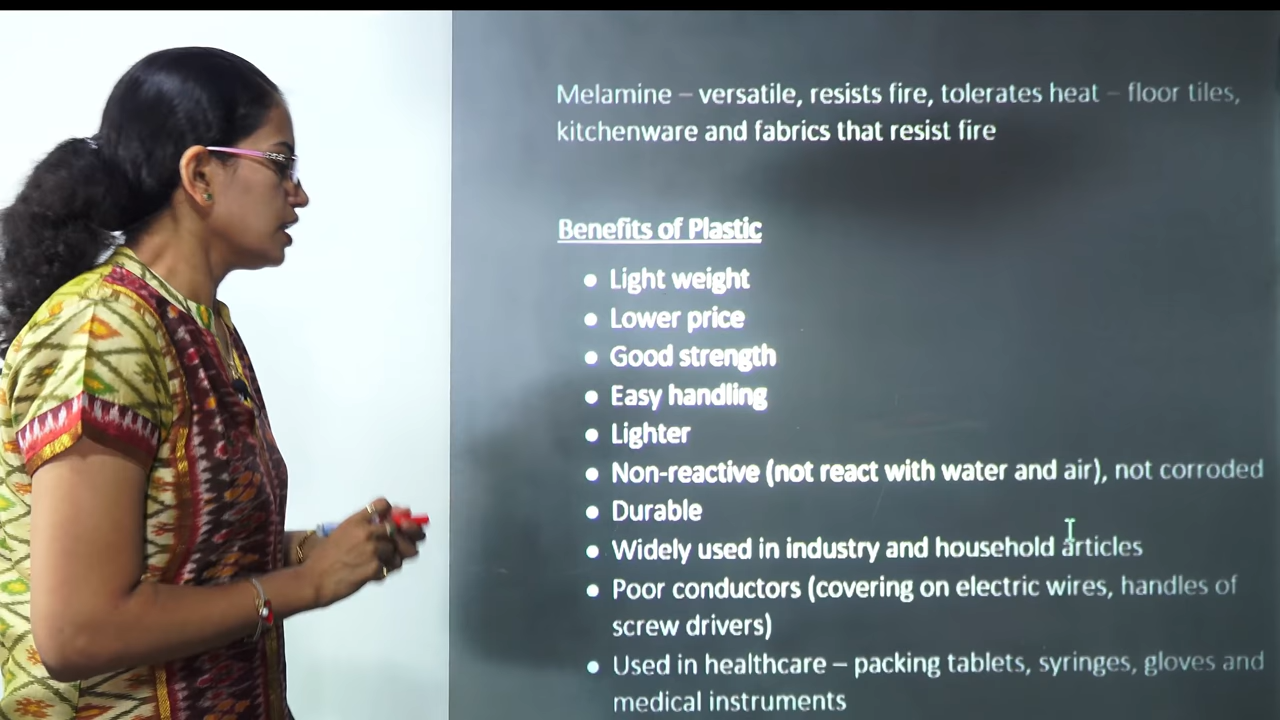 Melamine – versatile, resists fire, tolerates heat – floor tiles,
kitchenware and fabrics that resist fire
Benefits of Plastic
● Light weight
● Lower price
● Good strength
● Easy handling
● Lighter
● Non-reactive (not react with water and air), not corroded
● Durable
● Widely used in industry and household articles
● Poor conductors (covering on electric wires, handles of
screw drivers)
● Used in healthcare – packing tablets, syringes, gloves and
medical instruments